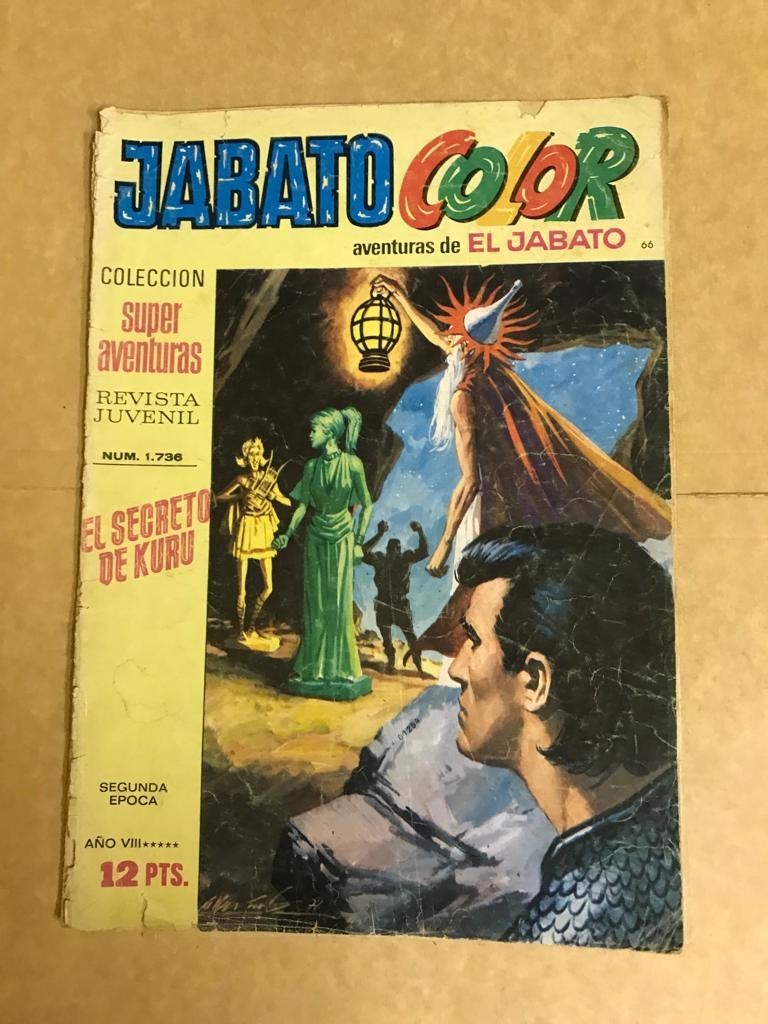 JABATO COLOR
aventuras de EL JABATO 66
COLECCION
super
aventuras
REVISTA
JUVENIL
NUM. 1.736
EL SECRETO
DE KURU
01284
SEGUNDA
EPOCA
AÑO VIII★★★★★
12 PTS.